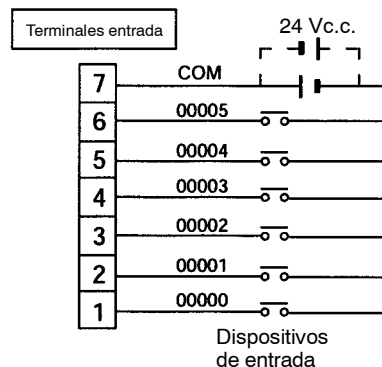 Terminales entrada
24 Vc.c.
7 COM
6 00005
5 00004
4 00003
3 00002
2 00001
1 00000
Dispositivos
de entrada